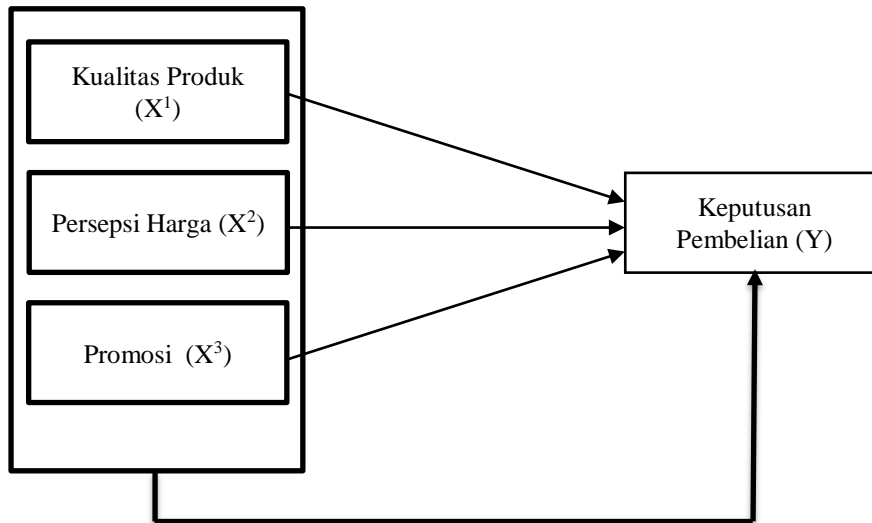 Kualitas Produk
(X¹)
Persepsi Harga (X²)
Promosi  (X³)
Keputusan
Pembelian (Y)